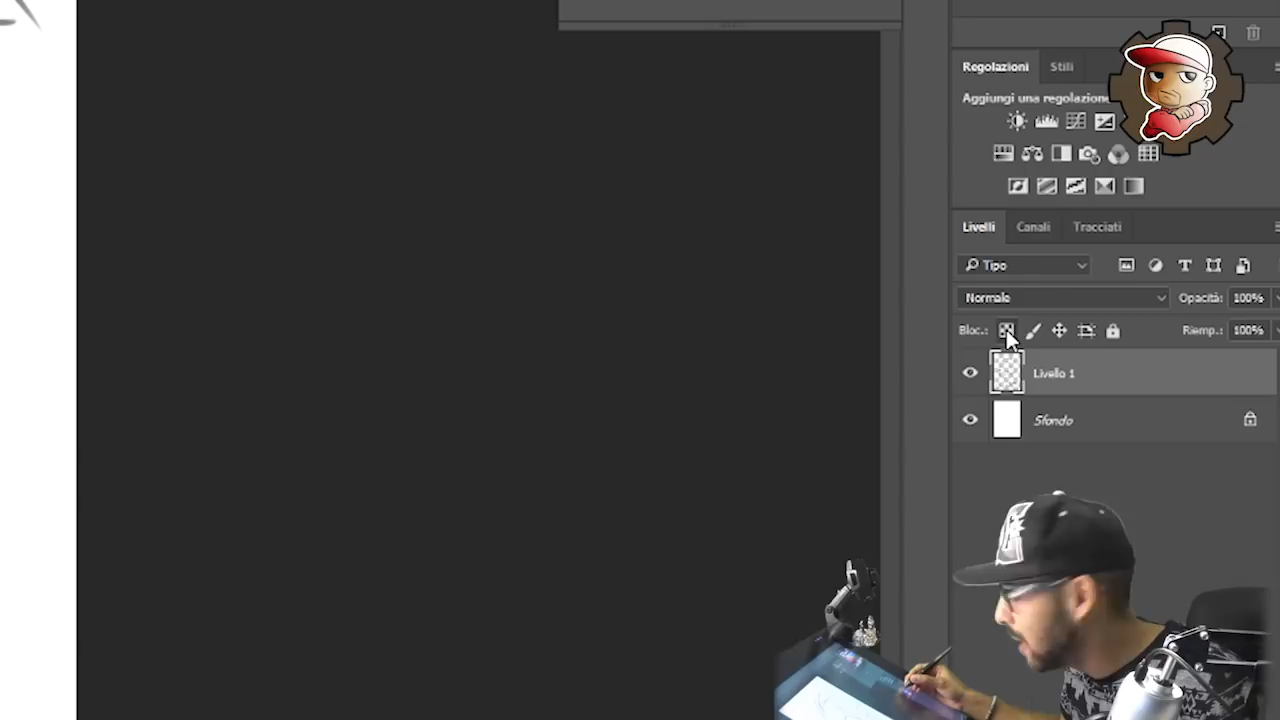 Regolazioni Stili
Aggiungi una regolazione
Livelli Canali Tracciati
Tipo
Normale Opacità: 100%
Bloc.: Riemp.: 100%
Livello 1
Sfondo